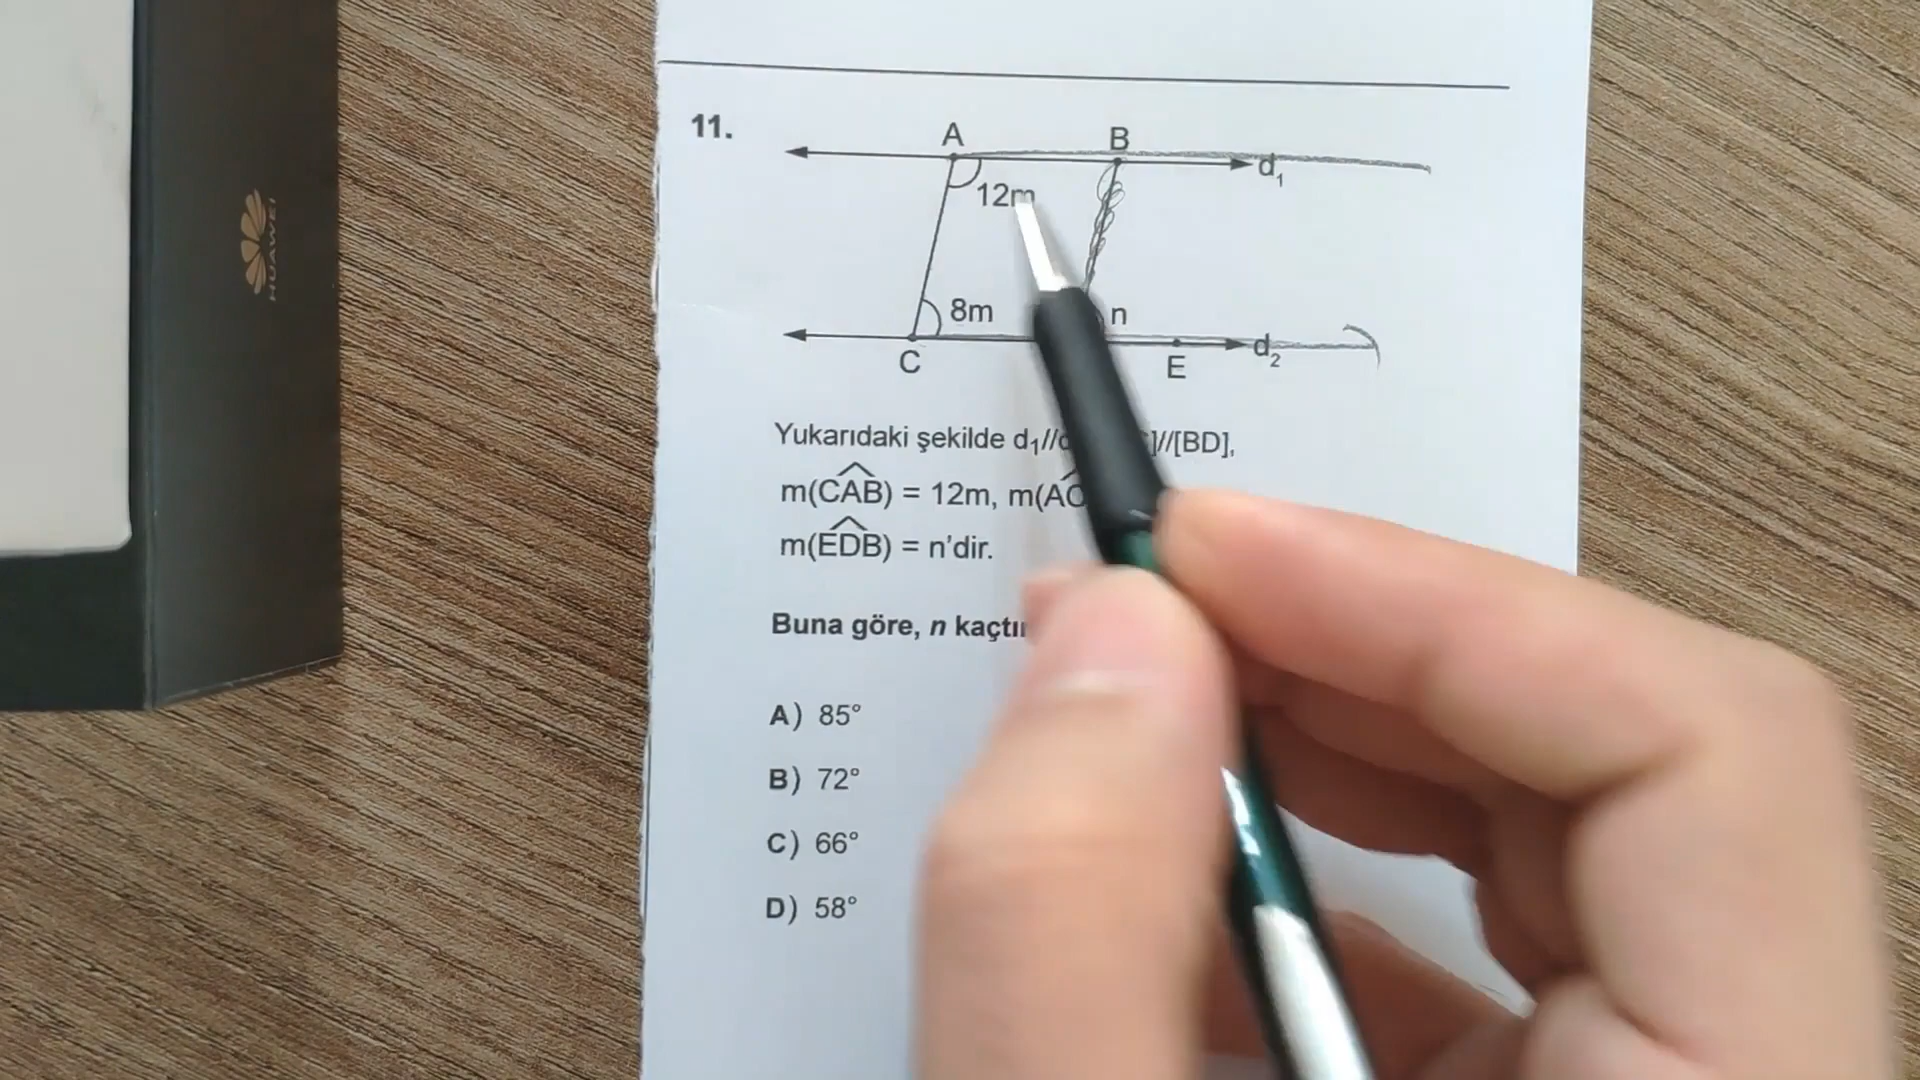 HUAWEI
11.
A B
d1
12m
8m n
d2
C E
Yukarıdaki şekilde d1// ]//[BD],
m(CAB) = 12m, m(AC
m(EDB) = n'dir.
Buna göre, n
A) 85°
B) 72°
C) 66°
D) 58°